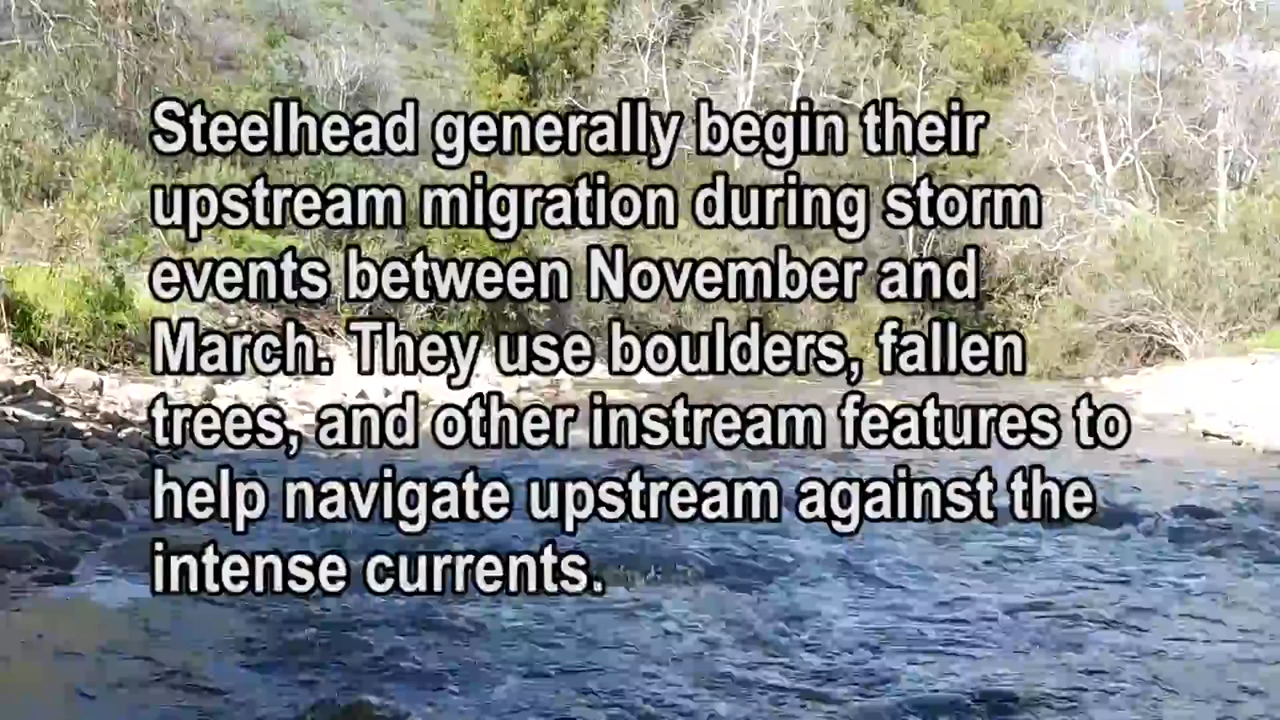 Steelhead generally begin their
upstream migration during storm
events between November and
March. They use boulders, fallen
trees, and other instream features to
help navigate upstream against the
intense currents.